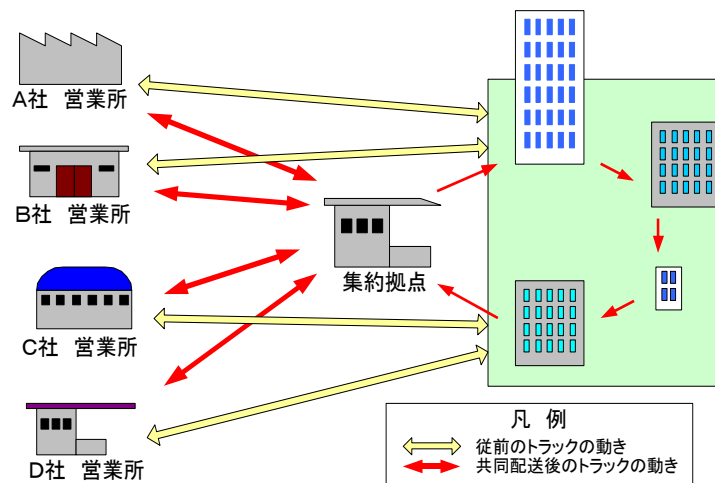 A社 営業所
B社 営業所
集約拠点
C社 営業所
D社 営業所
凡 例
従前のトラックの動き
共同配送後のトラックの動き